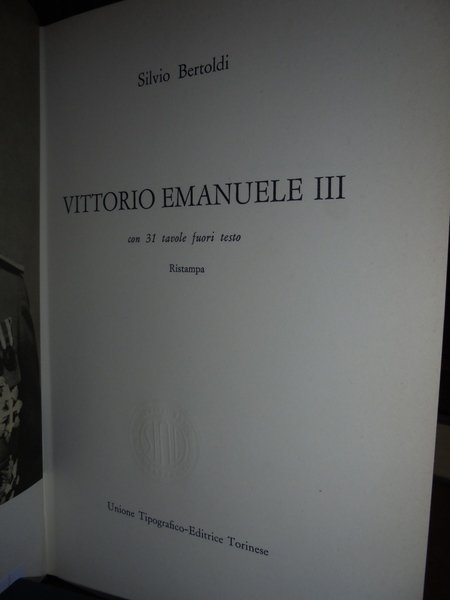 Silvio Bertoldi
VITTORIO EMANUELE III
con 31 tavole fuori testo
Ristampa
Unione Tipografico-Editrice Torinese